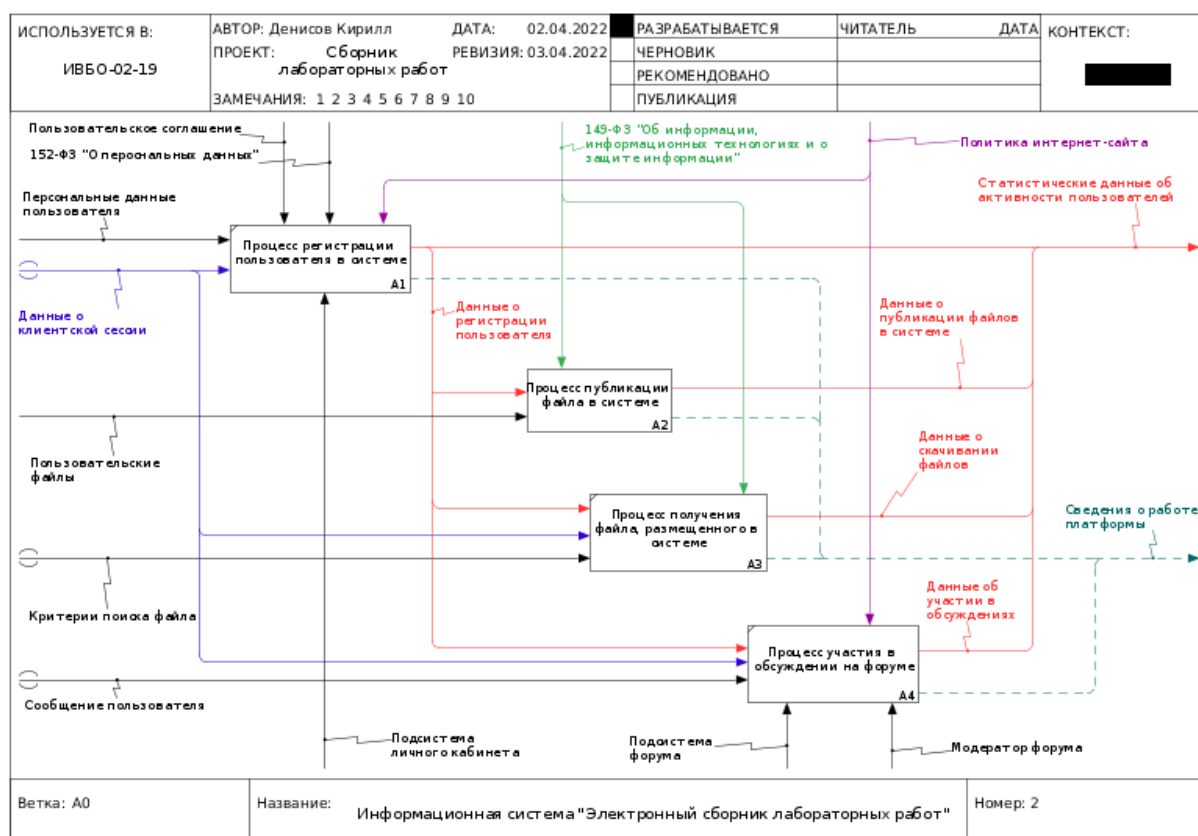 ИСПОЛЬЗУЕТСЯ В:
ИВБО-02-19
АВТОР: Денисов Кирилл
ДАТА: 02.04.2022
ПРОЕКТ: Сборник
лабораторных работ
РЕВИЗИЯ: 03.04.2022
ЗАМЕЧАНИЯ: 1 2 3 4 5 6 7 8 9 10
РАЗРАБАТЫВАЕТСЯ
ЧЕРНОВИК
РЕКОМЕНДОВАНО
ПУБЛИКАЦИЯ
ЧИТАТЕЛЬ
ДАТА
КОНТЕКСТ:
Пользовательское соглашение
152-ФЗ "О персональных данных"
149-ФЗ "Об информации,
информационных технологиях и о
защите информации"
Политика интернет-сайта
Персональные данные
пользователя
Статистические данные об
активности пользователей
Процесс регистрации
пользователя в системе
А1
Данные о
клиентской сессии
Данные о
регистрации
пользователя
Данные о
публикации файлов
в системе
Процесс публикации
файла в системе
А2
Пользовательские
файлы
Данные о
скачивании
файлов
Процесс получения
файла, размещенного в
системе
А3
Сведения о работе
платформы
Критерии поиска файла
Данные об
участии в
обсуждениях
Процесс участия в
обсуждении на форуме
А4
Сообщение пользователя
Подсистема
личного кабинета
Подсистема
форума
Модератор форума
Ветка: А0
Название:
Информационная система "Электронный сборник лабораторных работ"
Номер: 2